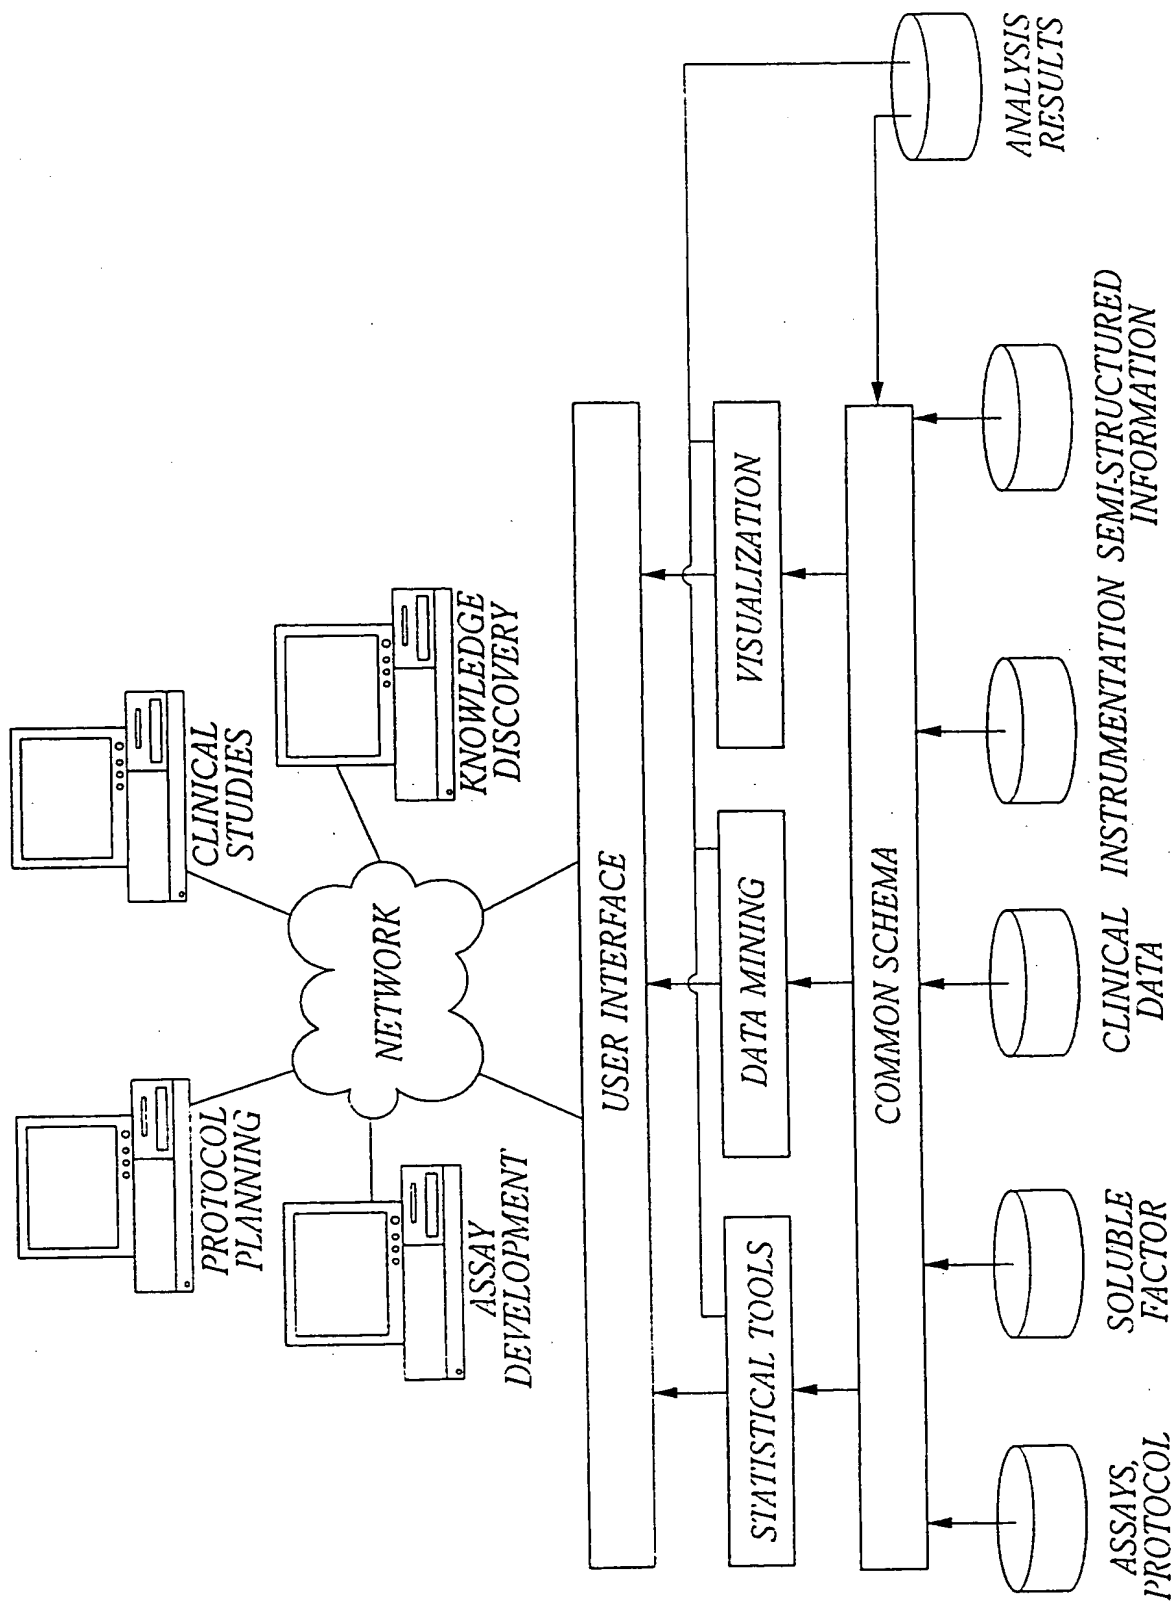 PROTOCOL
PLANNING
CLINICAL
STUDIES
ASSAY
DEVELOPMENT
NETWORK
KNOWLEDGE
DISCOVERY
USER INTERFACE
STATISTICAL TOOLS
DATA MINING
VISUALIZATION
COMMON SCHEMA
ASSAYS,
PROTOCOL
SOLUBLE
FACTOR
CLINICAL
DATA
INSTRUMENTATION
SEMI-STRUCTURED
INFORMATION
ANALYSIS
RESULTS